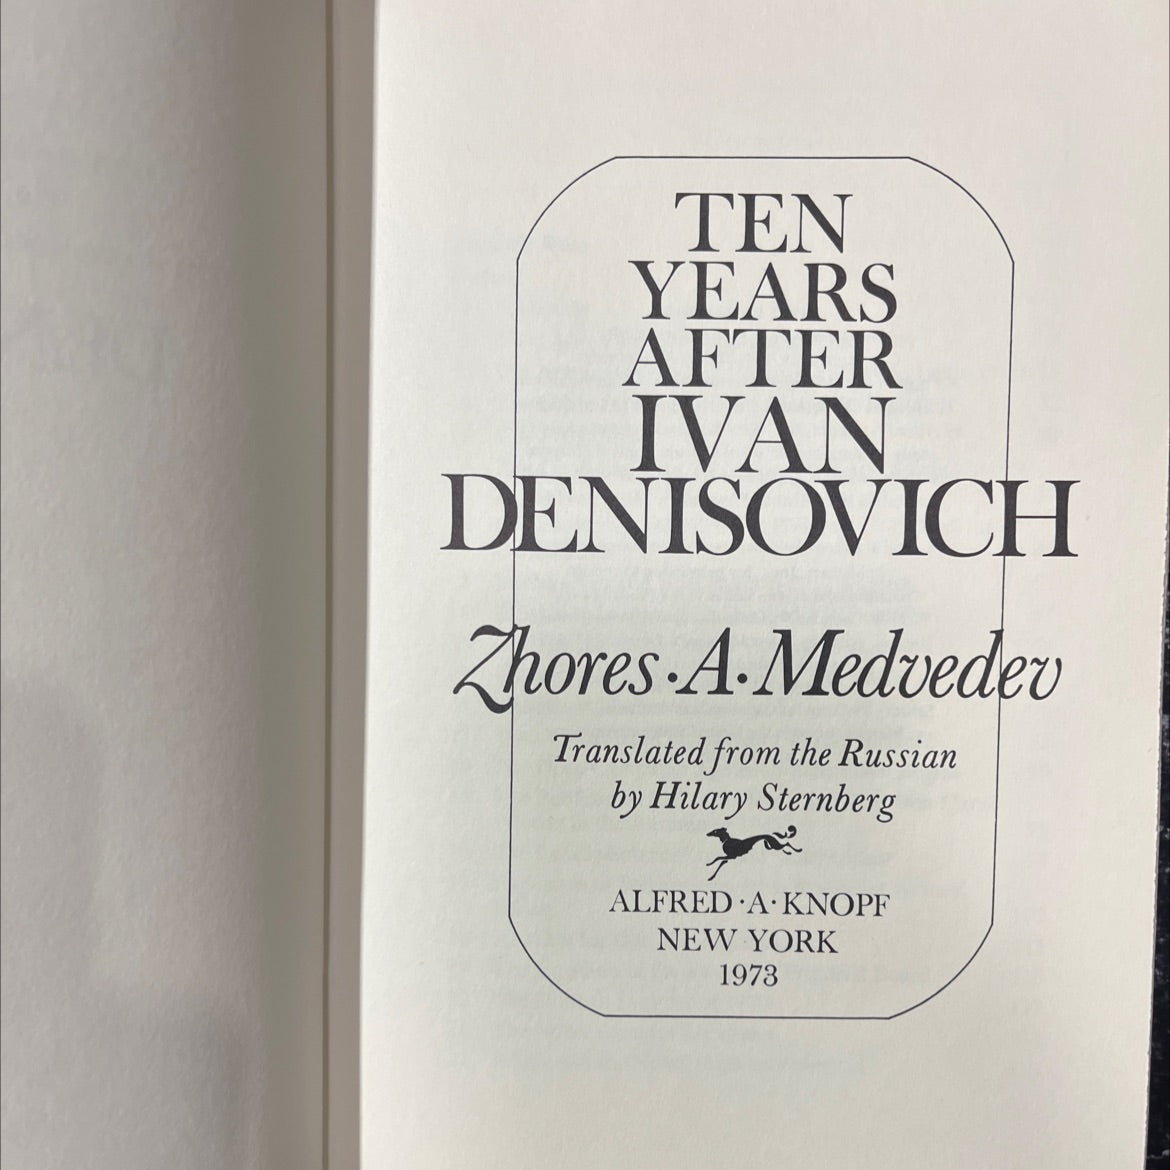 TEN
YEARS
AFTER
IVAN
DENISOVICH
Zhores·A·Medvedev
Translated from the Russian
by Hilary Sternberg
ALFRED·A·KNOPF
NEW YORK
1973